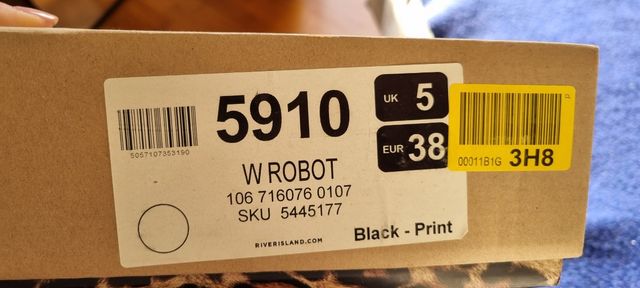 5057107353190
5910
W ROBOT
106 716076 0107
SKU 5445177
RIVERISLAND.COM
Black - Print
UK 5
EUR 38
P
00011B1G 3H8